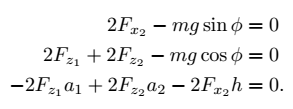 2F_{x_2} − mg sin ϕ = 0
2F_{z_1} + 2F_{z_2} − mg cos ϕ = 0
−2F_{z_1}a_1 + 2F_{z_2}a_2 − 2F_{x_2}h = 0.